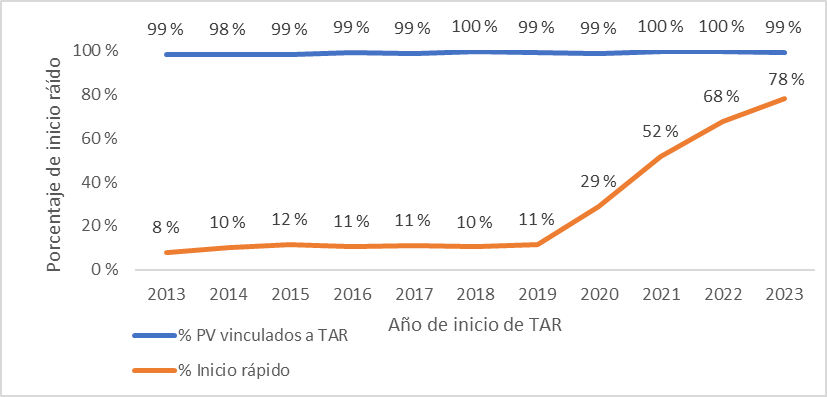 99 % 98 % 99 % 99 % 99 % 100 % 99 % 99 % 100 % 100 % 99 %
100 %
80 %
60 %
40 %
20 %
0 %
Porcentaje de inicio ráído
8 % 10 % 12 % 11 % 11 % 10 % 11 % 29 % 52 % 68 % 78 %
2013 2014 2015 2016 2017 2018 2019 2020 2021 2022 2023
Año de inicio de TAR
% PV vinculados a TAR
% Inicio rápido